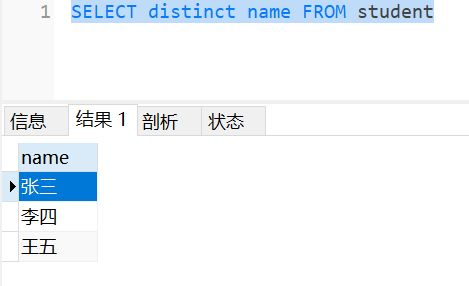 1 SELECT distinct name FROM student
信息 结果 1 剖析 状态
name
张三
李四
王五